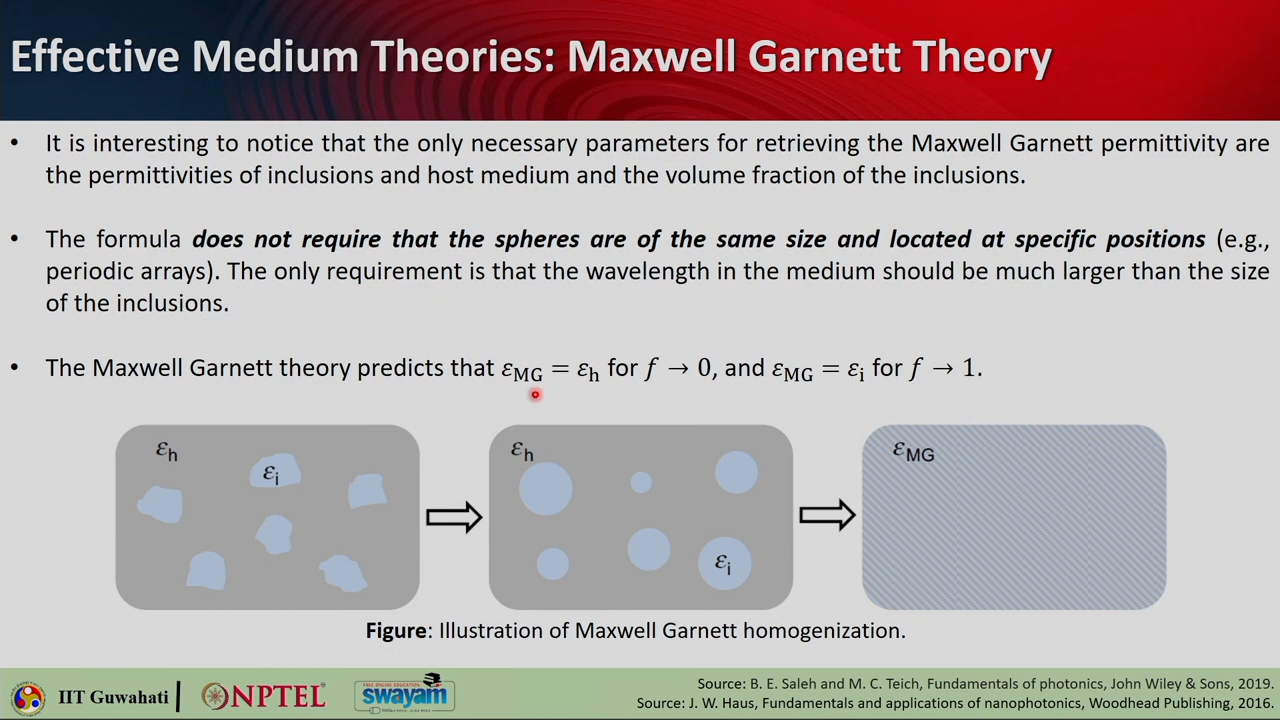 Effective Medium Theories: Maxwell Garnett Theory
• It is interesting to notice that the only necessary parameters for retrieving the Maxwell Garnett permittivity are
the permittivities of inclusions and host medium and the volume fraction of the inclusions.
• The formula does not require that the spheres are of the same size and located at specific positions (e.g.,
periodic arrays). The only requirement is that the wavelength in the medium should be much larger than the size
of the inclusions.
• The Maxwell Garnett theory predicts that ε_MG = ε_h for f → 0, and ε_MG = ε_i for f → 1.
ε_h
ε_i
ε_h
ε_i
ε_MG
Figure: Illustration of Maxwell Garnett homogenization.
IIT Guwahati
NPTEL
FREE ONLINE EDUCATION
swayam
Source: B. E. Saleh and M. C. Teich, Fundamentals of photonics, John Wiley & Sons, 2019.
Source: J. W. Haus, Fundamentals and applications of nanophotonics, Woodhead Publishing, 2016.